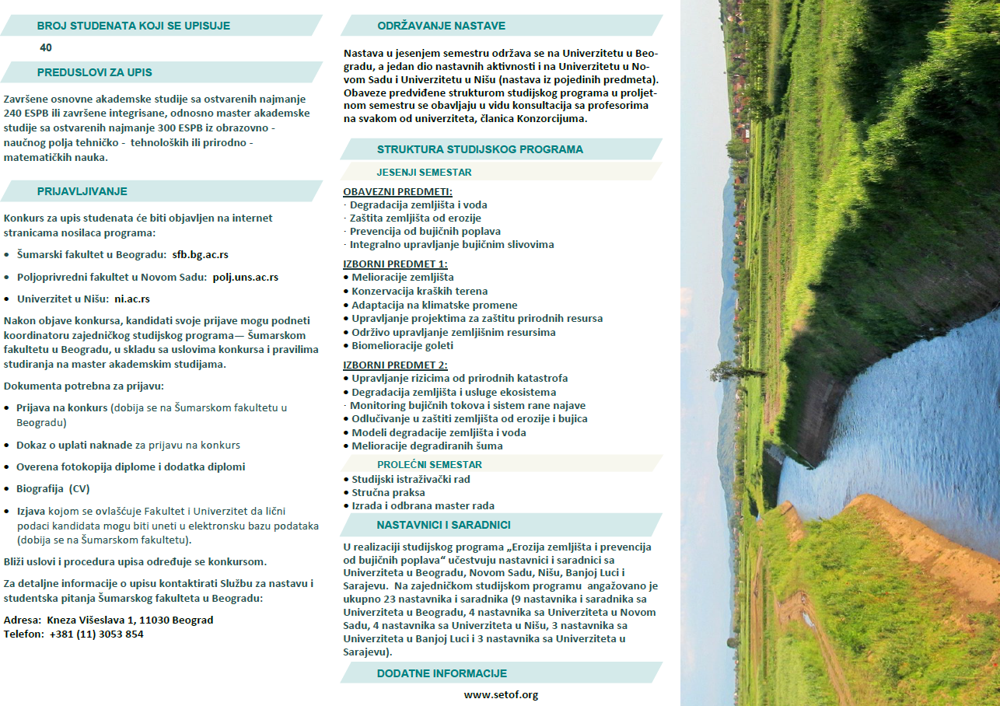 BROJ STUDENATA KOJI SE UPISUJE
40
PREDUSLOVI ZA UPIS
Završene osnovne akademske studije sa ostvarenih najmanje
240 ESPB ili završene integrisane, odnosno master akademske
studije sa ostvarenih najmanje 300 ESPB iz obrazovno -
naučnog polja tehničko - tehnoloških ili prirodno -
matematičkih nauka.
PRIJAVLJIVANJE
Konkurs za upis studenata će biti objavljen na internet
stranicama nosilaca programa:
• Šumarski fakultet u Beogradu: sfb.bg.ac.rs
• Poljoprivredni fakultet u Novom Sadu: polj.uns.ac.rs
• Univerzitet u Nišu: ni.ac.rs
Nakon objave konkursa, kandidati svoje prijave mogu podneti
koordinatoru zajedničkog studijskog programa— Šumarskom
fakultetu u Beogradu, u skladu sa uslovima konkursa i pravilima
studiranja na master akademskim studijama.
Dokumenta potrebna za prijavu:
• Prijava na konkurs (dobija se na Šumarskom fakultetu u
Beogradu)
• Dokaz o uplati naknade za prijavu na konkurs
• Overena fotokopija diplome i dodatka diplomi
• Biografija (CV)
• Izjava kojom se ovlašćuje Fakultet i Univerzitet da lični
podaci kandidata mogu biti uneti u elektronsku bazu podataka
(dobija se na Šumarskom fakultetu).
Bliži uslovi i procedura upisa određuje se konkursom.
Za detaljne informacije o upisu kontaktirati Službu za nastavu i
studentska pitanja Šumarskog fakulteta u Beogradu:
Adresa: Kneza Višeslava 1, 11030 Beograd
Telefon: +381 (11) 3053 854
ODRŽAVANJE NASTAVE
Nastava u jesenjem semestru održava se na Univerzitetu u Beo-
gradu, a jedan dio nastavnih aktivnosti i na Univerzitetu u No-
vom Sadu i Univerzitetu u Nišu (nastava iz pojedinih predmeta).
Obaveze predviđene strukturom studijskog programa u proljet-
nom semestru se obavljaju u vidu konsultacija sa profesorima
na svakom od univerziteta, članica Konzorcijuma.
STRUKTURA STUDIJSKOG PROGRAMA
JESENJI SEMESTAR
OBAVEZNI PREDMETI:
· Degradacija zemljišta i voda
· Zaštita zemljišta od erozije
· Prevencija od bujičnih poplava
· Integralno upravljanje bujičnim slivovima
IZBORNI PREDMET 1:
• Melioracije zemljišta
• Konzervacija kraških terena
• Adaptacija na klimatske promene
• Upravljanje projektima za zaštitu prirodnih resursa
• Održivo upravljanje zemljišnim resursima
• Biomelioracije goleti
IZBORNI PREDMET 2:
• Upravljanje rizicima od prirodnih katastrofa
• Degradacija zemljišta i usluge ekosistema
· Monitoring bujičnih tokova i sistem rane najave
• Odlučivanje u zaštiti zemljišta od erozije i bujica
• Modeli degradacije zemljišta i voda
• Melioracije degradiranih šuma
PROLEĆNI SEMESTAR
• Studijski istraživački rad
• Stručna praksa
• Izrada i odbrana master rada
NASTAVNICI I SARADNICI
U realizaciji studijskog programa „Erozija zemljišta i prevencija
od bujičnih poplava“ učestvuju nastavnici i saradnici sa
Univerziteta u Beogradu, Novom Sadu, Nišu, Banjoj Luci i
Sarajevu. Na zajedničkom studijskom programu angažovano je
ukupno 23 nastavnika i saradnika (9 nastavnika i saradnika sa
Univerziteta u Beogradu, 4 nastavnika sa Univerziteta u Novom
Sadu, 4 nastavnika sa Univerziteta u Nišu, 3 nastavnika sa
Univerziteta u Banjoj Luci i 3 nastavnika sa Univerziteta u
Sarajevu).
DODATNE INFORMACIJE
www.setof.org